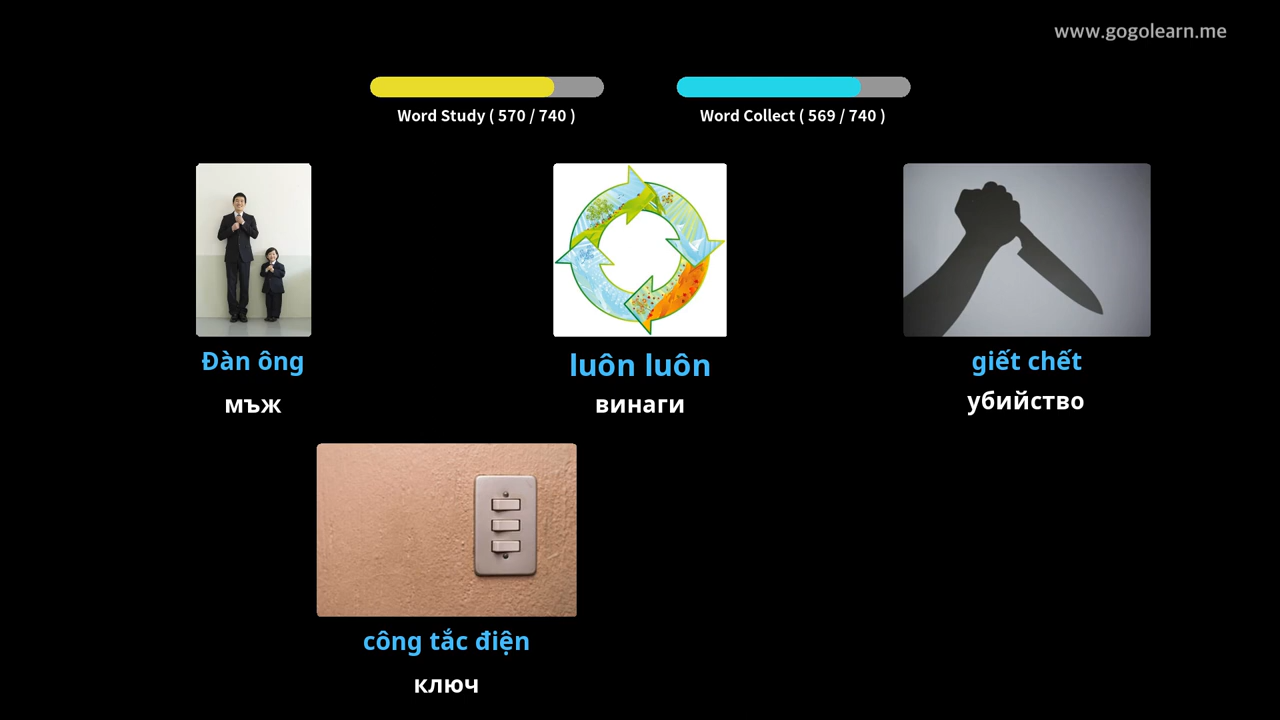 www.gogolearn.me
Word Study ( 570 / 740 )
Word Collect ( 569 / 740 )
Đàn ông
luôn luôn
giết chết
мъж
винаги
убийство
công tắc điện
ключ